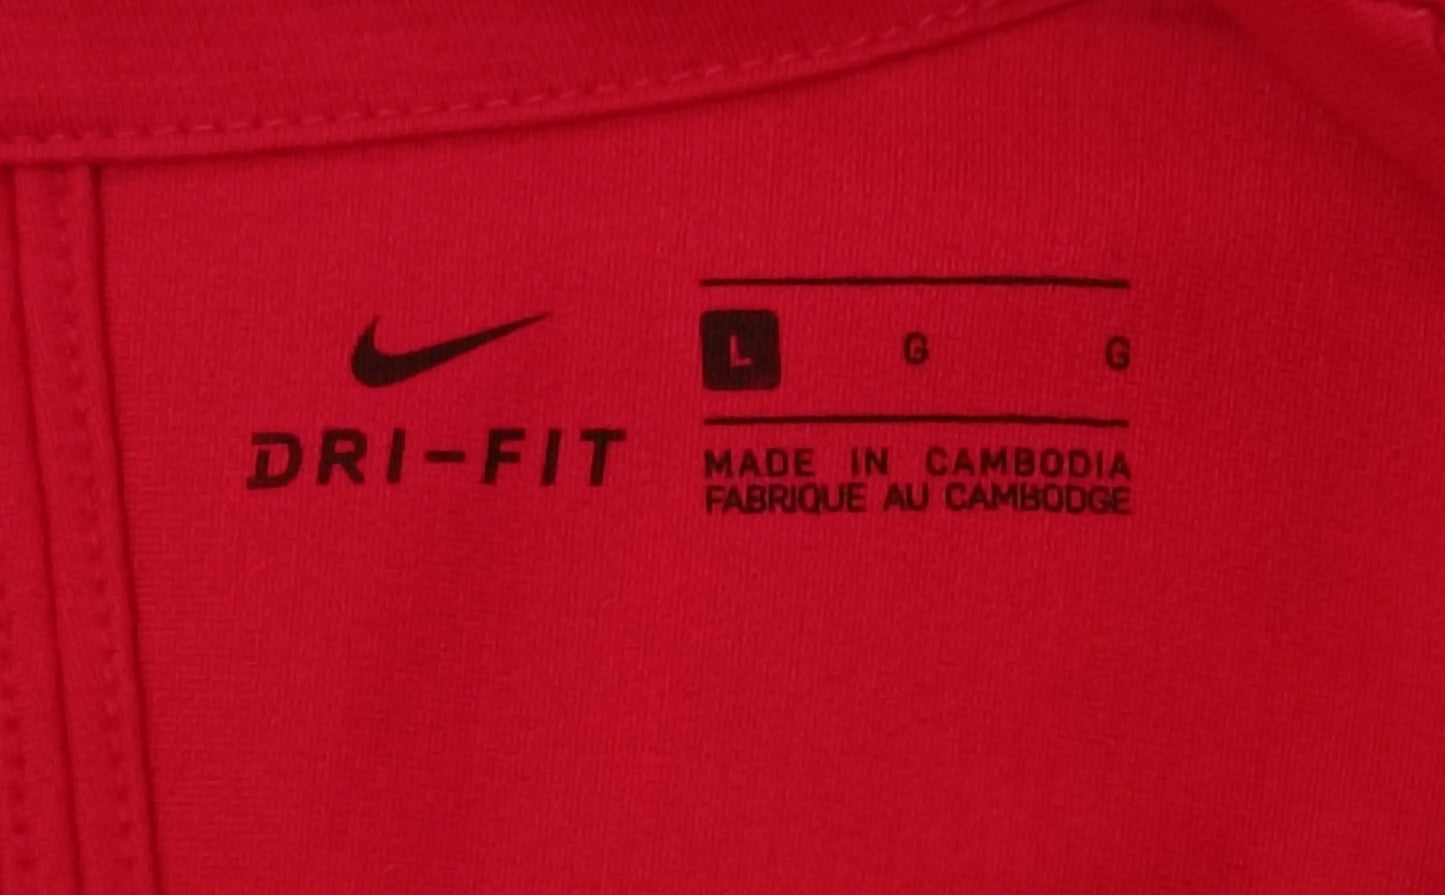 DRI-FIT
L G G
MADE IN CAMBODIA
FABRIQUE AU CAMBODGE